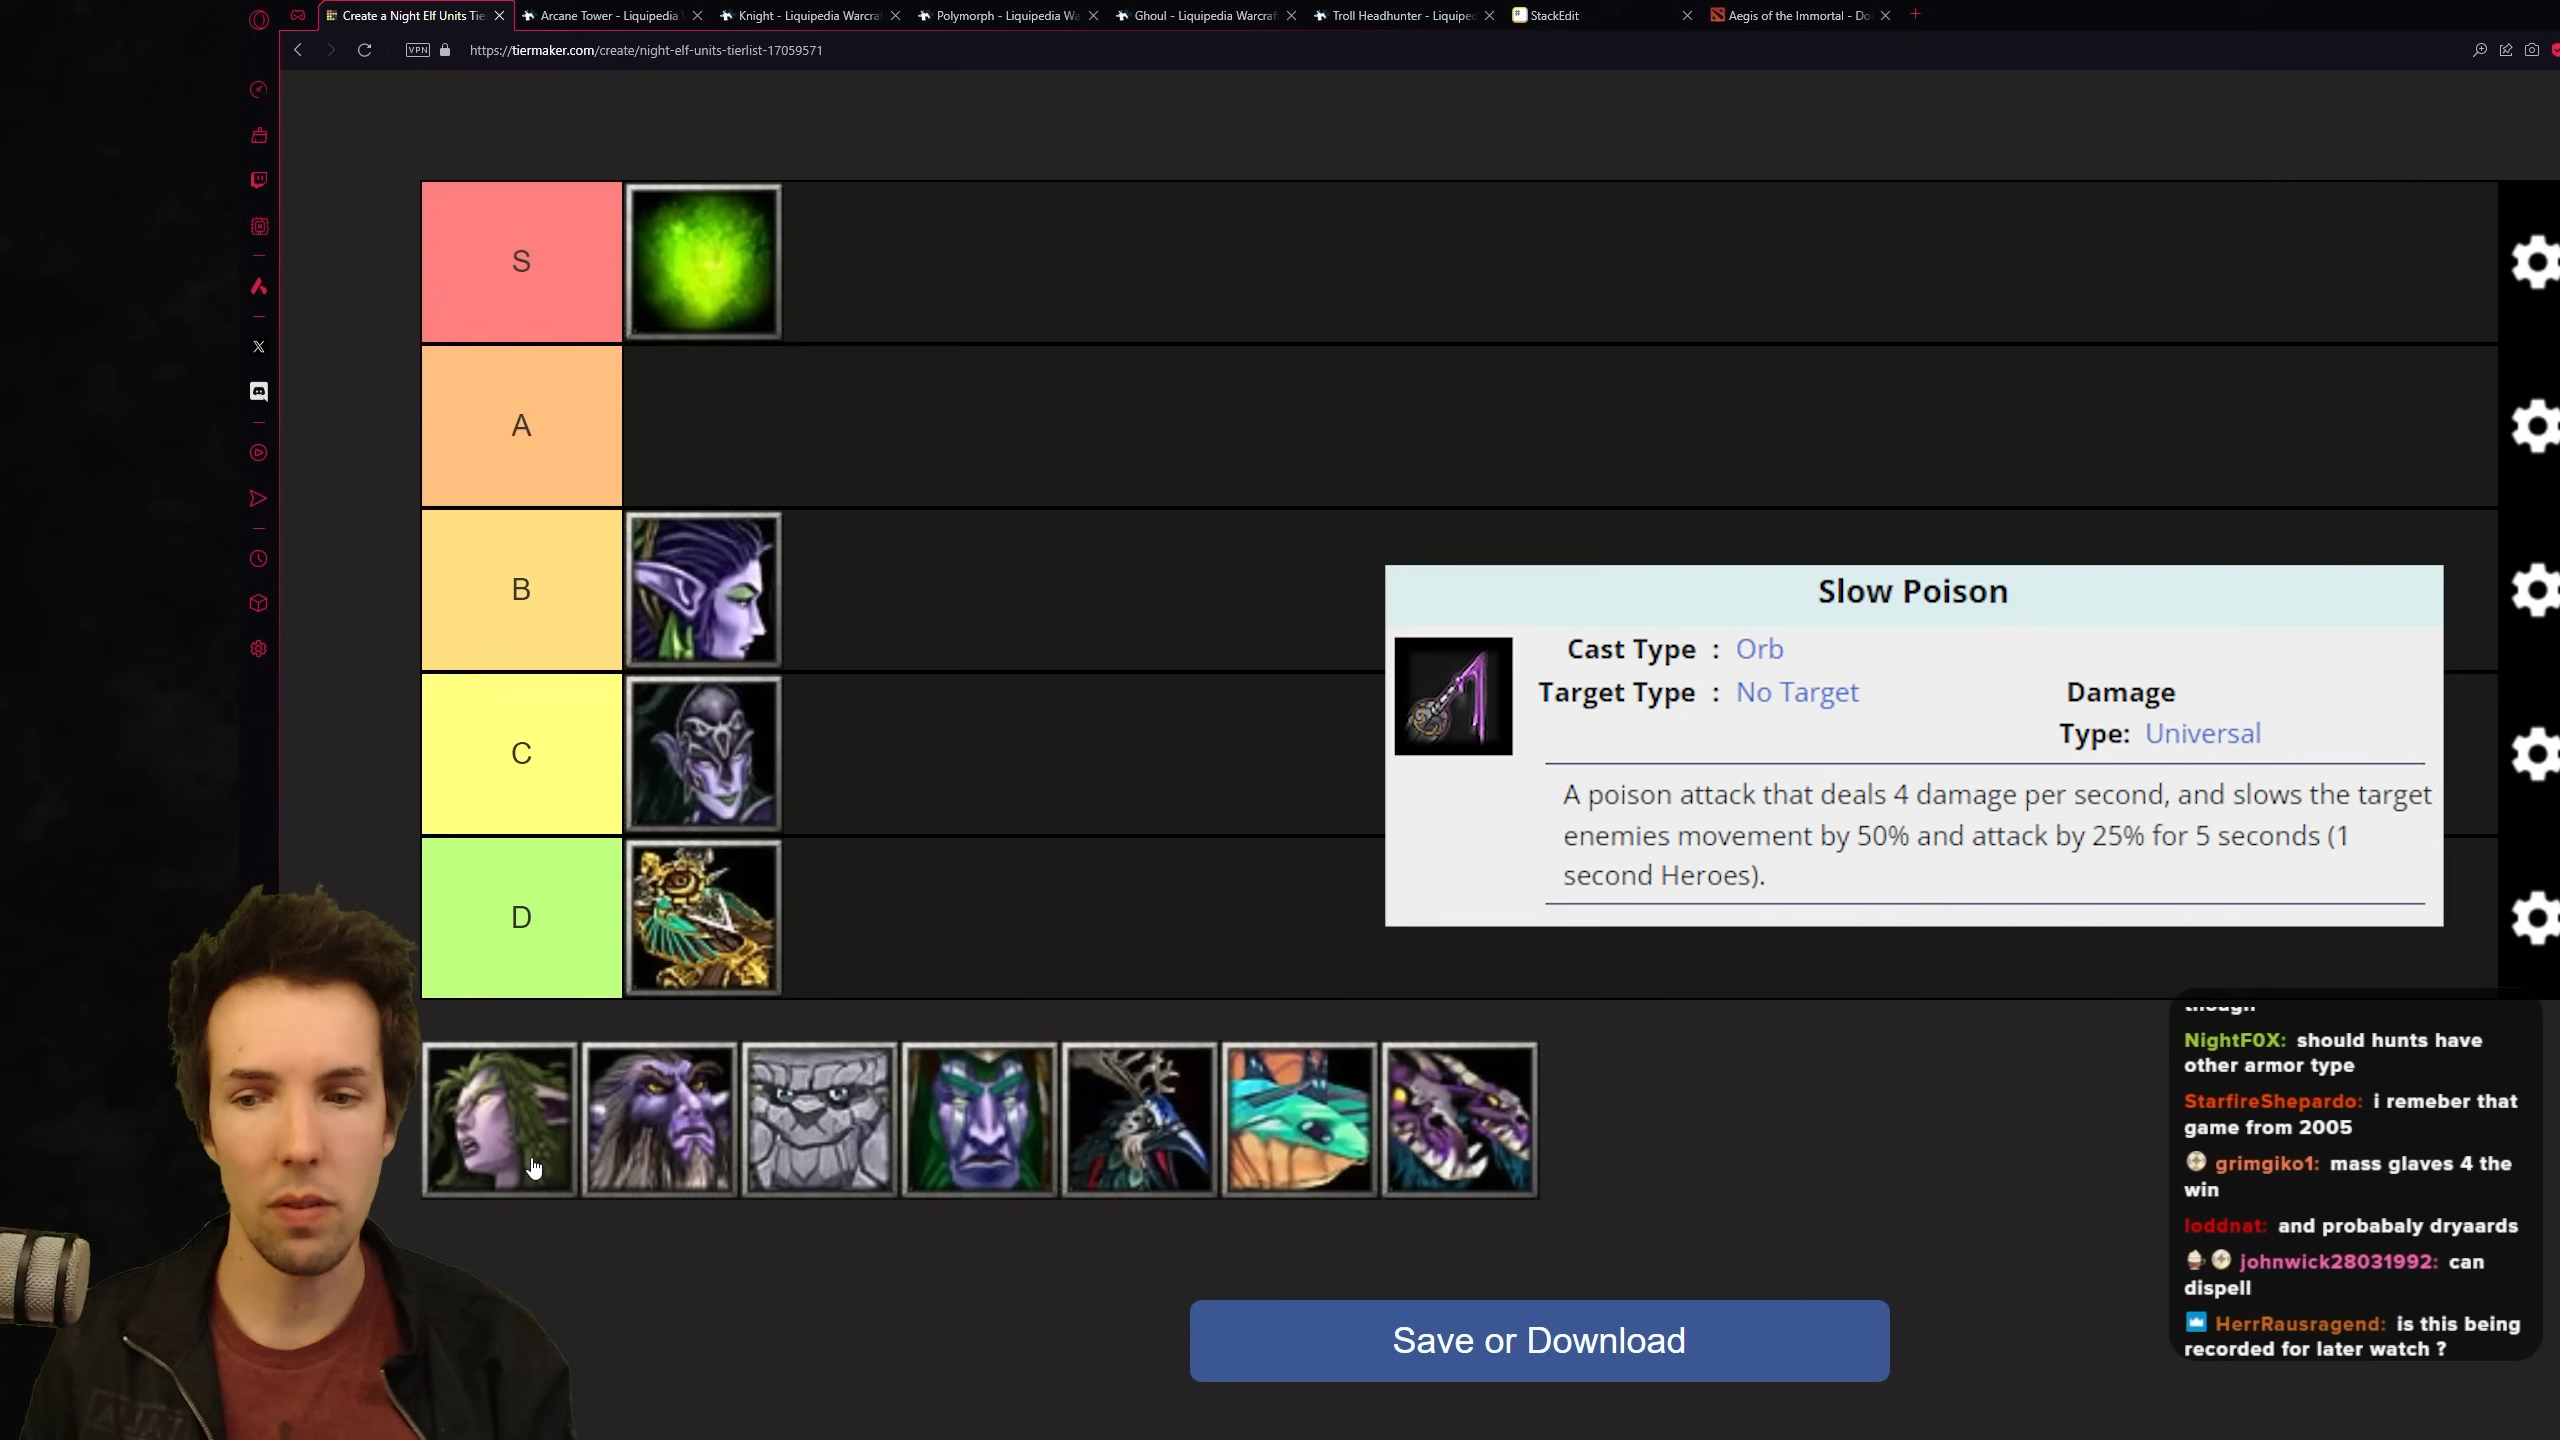 Create a Night Elf Units Tie
Arcane Tower - Liquipedia
Knight - Liquipedia Warcra
Polymorph - Liquipedia Wa
Ghoul - Liquipedia Warcraf
Troll Headhunter - Liquiped
StackEdit
Aegis of the Immortal - Do
VPN
https://tiermaker.com/create/night-elf-units-tierlist-17059571
S
A
B
C
D
Slow Poison
Cast Type : Orb
Target Type : No Target
Damage
Type: Universal
A poison attack that deals 4 damage per second, and slows the target
enemies movement by 50% and attack by 25% for 5 seconds (1
second Heroes).
though
NightF0X: should hunts have
other armor type
StarfireShepardo: i remeber that
game from 2005
grimgiko1: mass glaves 4 the
win
loddnat: and probabaly dryaards
johnwick28031992: can
dispell
HerrRausragend: is this being
recorded for later watch ?
Save or Download